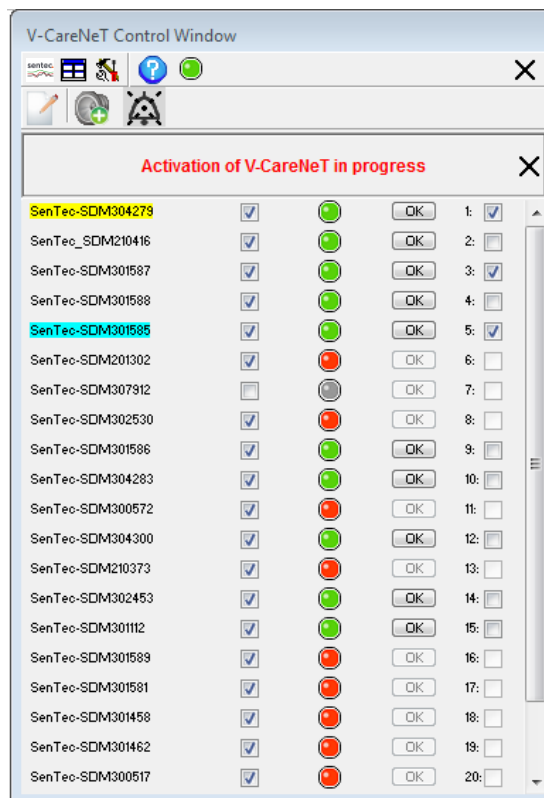 V-CareNeT Control Window
sentec
Activation of V-CareNeT in progress
SenTec-SDM304279 OK 1:
SenTec_SDM210416 OK 2:
SenTec-SDM301587 OK 3:
SenTec-SDM301588 OK 4:
SenTec-SDM301585 OK 5:
SenTec-SDM201302 OK 6:
SenTec-SDM307912 OK 7:
SenTec-SDM302530 OK 8:
SenTec-SDM301586 OK 9:
SenTec-SDM304283 OK 10:
SenTec-SDM300572 OK 11:
SenTec-SDM304300 OK 12:
SenTec-SDM210373 OK 13:
SenTec-SDM302453 OK 14:
SenTec-SDM301112 OK 15:
SenTec-SDM301589 OK 16:
SenTec-SDM301581 OK 17:
SenTec-SDM301458 OK 18:
SenTec-SDM301462 OK 19:
SenTec-SDM300517 OK 20: